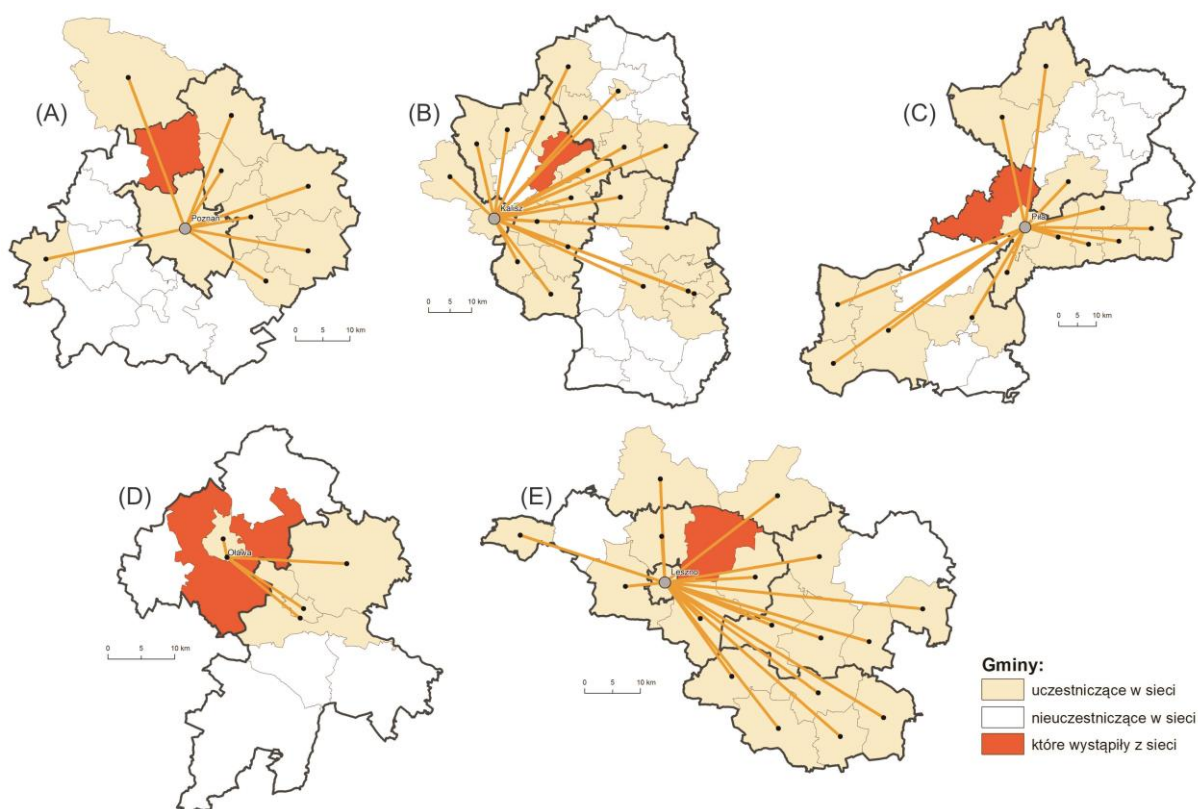 (A)
Poznań
0 5 10 km
(B)
Kalisz
0 5 10 km
(C)
Piła
0 5 10 km
(D)
Oława
0 5 10 km
(E)
Leszno
0 5 10 km
Gminy:
uczestniczące w sieci
nieuczestniczące w sieci
które wystąpiły z sieci